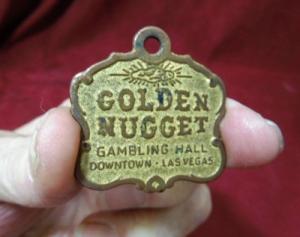 GOLDEN
NUGGET
GAMBLING HALL
DOWNTOWN · LAS VEGAS